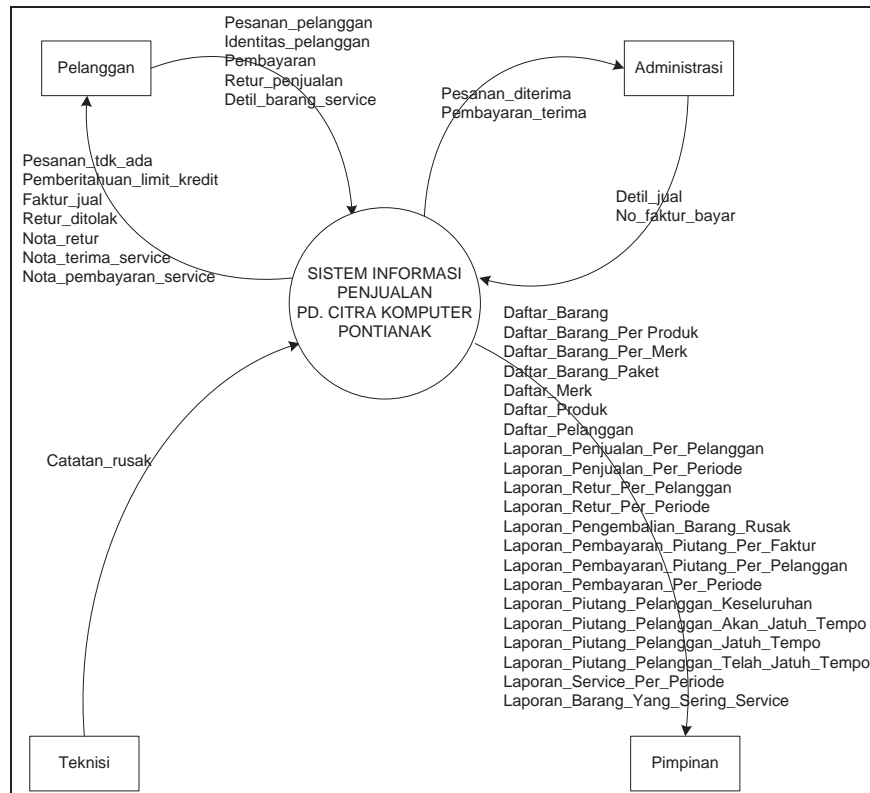 Pelanggan
Pesanan_pelanggan
Identitas_pelanggan
Pembayaran
Retur_penjualan
Detil_barang_service
Administrasi
Pesanan_diterima
Pembayaran_terima
Pesanan_tdk_ada
Pemberitahuan_limit_kredit
Faktur_jual
Retur_ditolak
Nota_retur
Nota_terima_service
Nota_pembayaran_service
Detil_jual
No_faktur_bayar
SISTEM INFORMASI
PENJUALAN
PD. CITRA KOMPUTER
PONTIANAK
Daftar_Barang
Daftar_Barang_Per Produk
Daftar_Barang_Per_Merk
Daftar_Barang_Paket
Daftar_Merk
Daftar_Produk
Daftar_Pelanggan
Laporan_Penjualan_Per_Pelanggan
Laporan_Penjualan_Per_Periode
Laporan_Retur_Per_Pelanggan
Laporan_Retur_Per_Periode
Laporan_Pengembalian_Barang_Rusak
Laporan_Pembayaran_Piutang_Per_Faktur
Laporan_Pembayaran_Piutang_Per_Pelanggan
Laporan_Pembayaran_Per_Periode
Laporan_Piutang_Pelanggan_Keseluruhan
Laporan_Piutang_Pelanggan_Akan_Jatuh_Tempo
Laporan_Piutang_Pelanggan_Jatuh_Tempo
Laporan_Piutang_Pelanggan_Telah_Jatuh_Tempo
Laporan_Service_Per_Periode
Laporan_Barang_Yang_Sering_Service
Catatan_rusak
Teknisi
Pimpinan